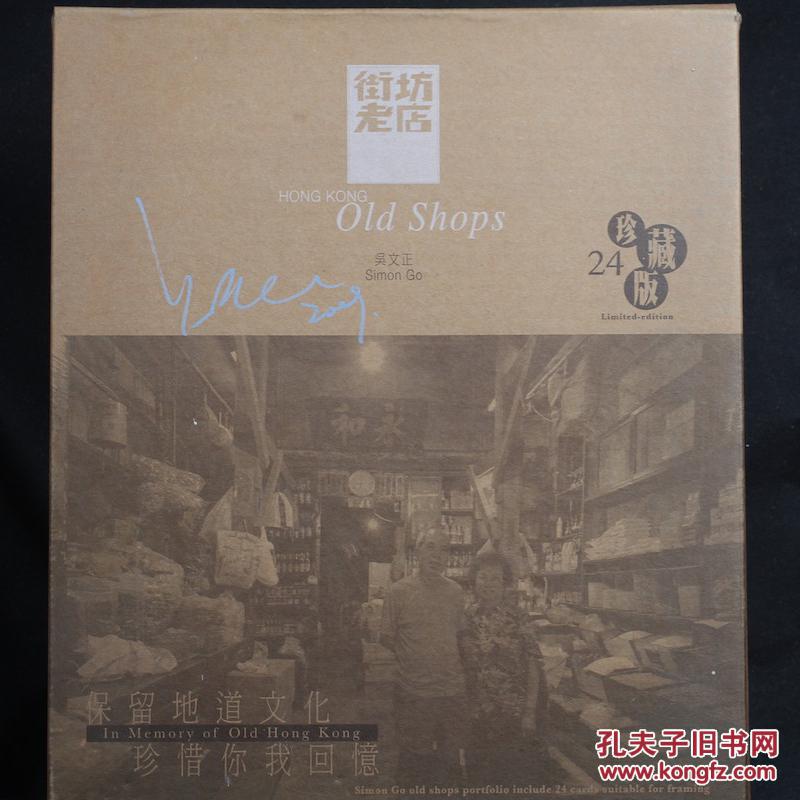 街坊
老店
HONG KONG
Old Shops
吳文正
Simon Go
珍藏版
24
Limited-edition
2009.
和永
保留地道文化
In Memory of Old Hong Kong
珍惜你我回憶
Simon Go old shops portfolio include 24 cards suitable for framing
孔夫子旧书网
www.kongfz.com